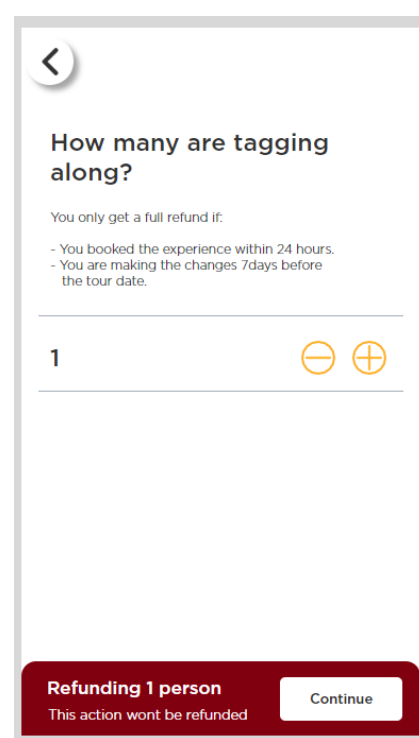 How many are tagging
along?
You only get a full refund if:
- You booked the experience within 24 hours.
- You are making the changes 7days before
the tour date.
1
Refunding 1 person
This action wont be refunded
Continue